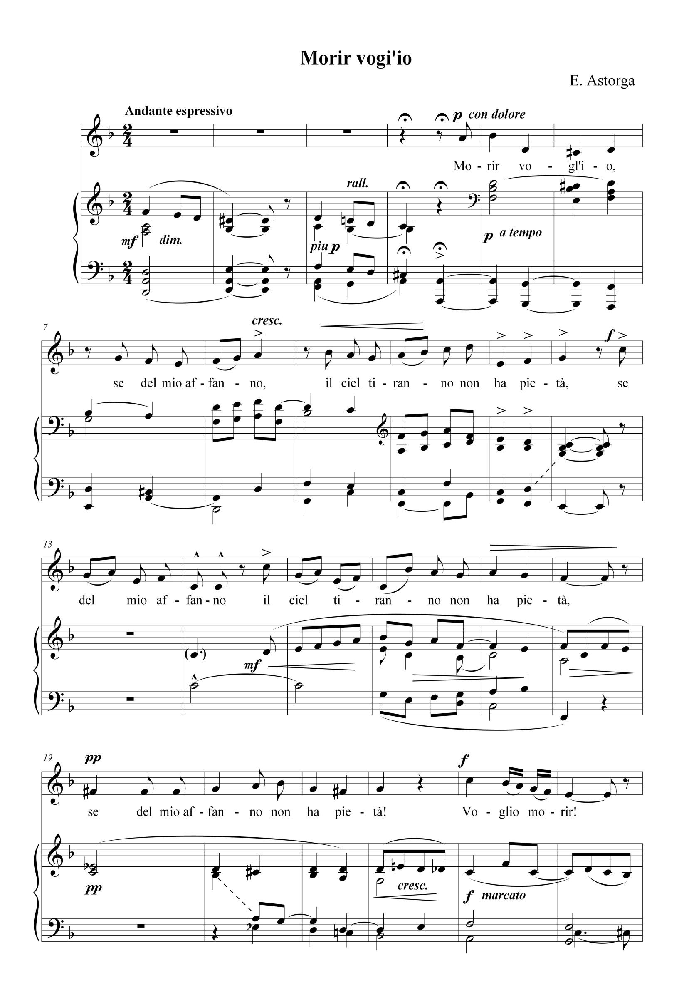 Morir vogi'io
E. Astorga
Andante espressivo
p con dolore
Mo - rir vo - gl'i - o,
rall.
mf dim.
p a tempo
piu p
7
cresc.
f
se del mio af - fan - no, il ciel ti - ran - no non ha pie - tà, se
13
del mio af - fan - no il ciel ti - ran - no non ha pie - tà,
mf
19
pp
f
se del mio af - fan - no non ha pie - tà! Vo - glio mo - rir!
pp
cresc.
f marcato